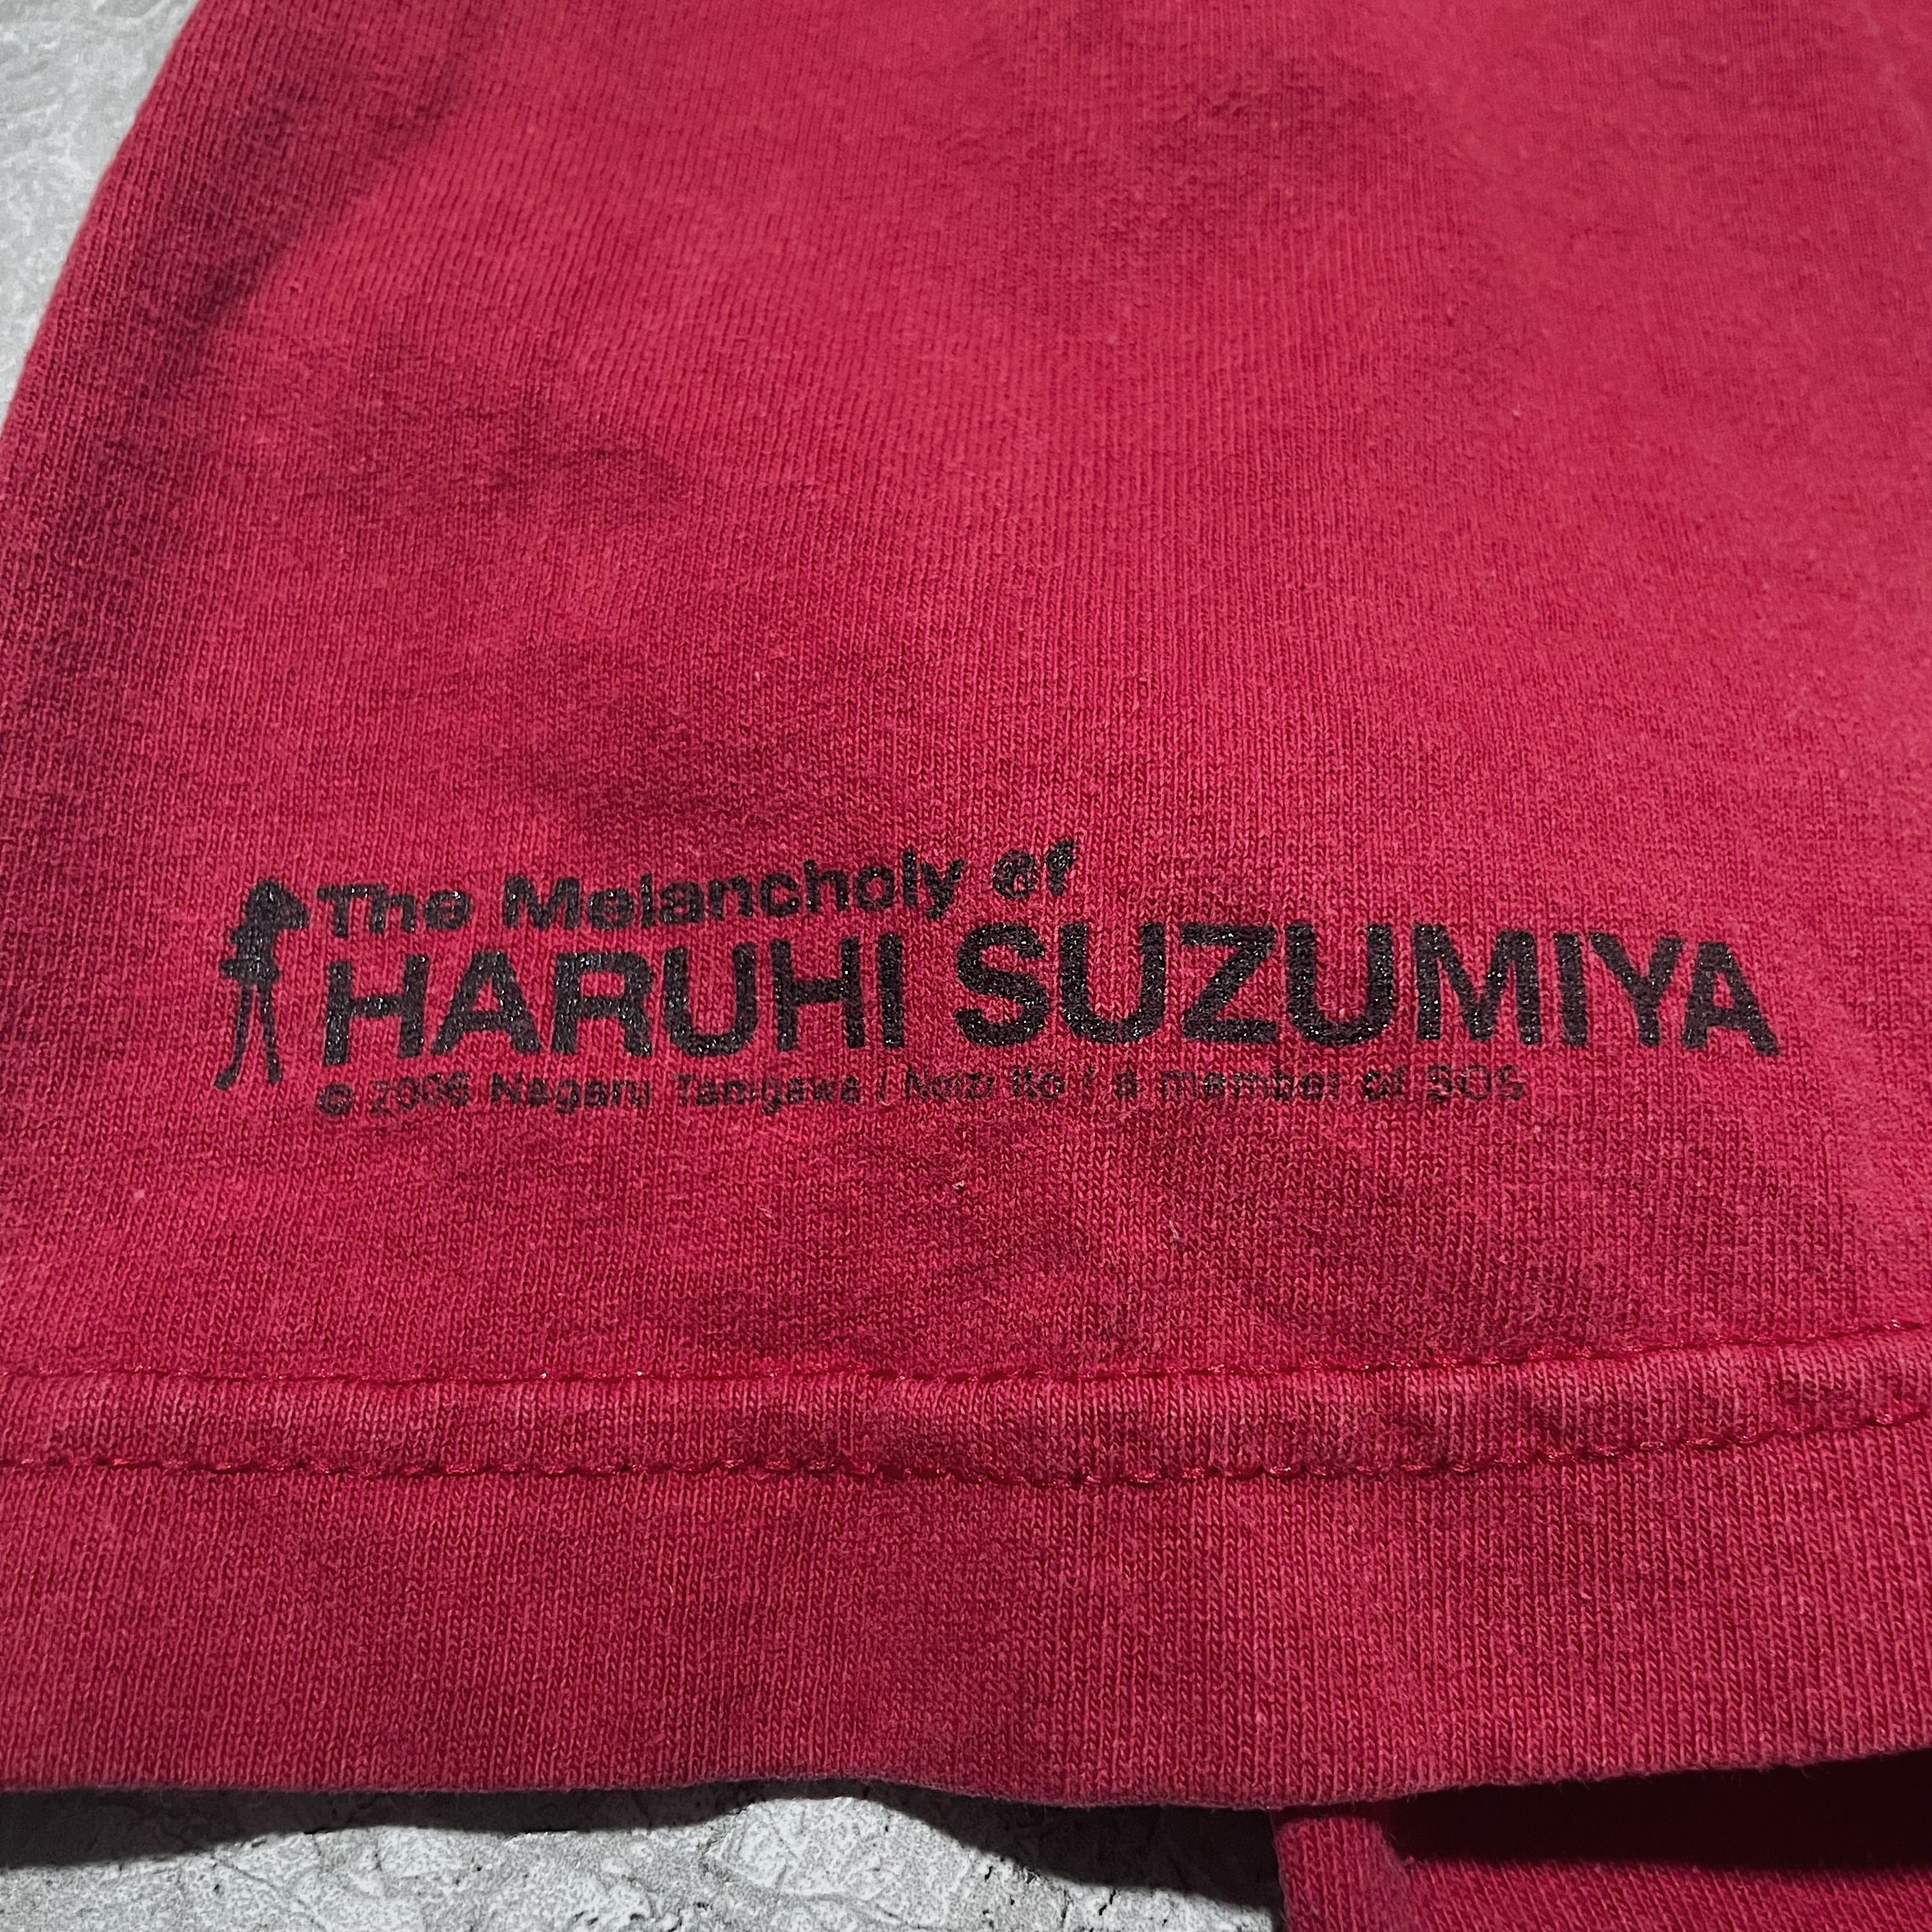 The Melancholy of
HARUHI SUZUMIYA
© 2006 Nagaru Tanigawa / Noizi Ito / a member of SOS